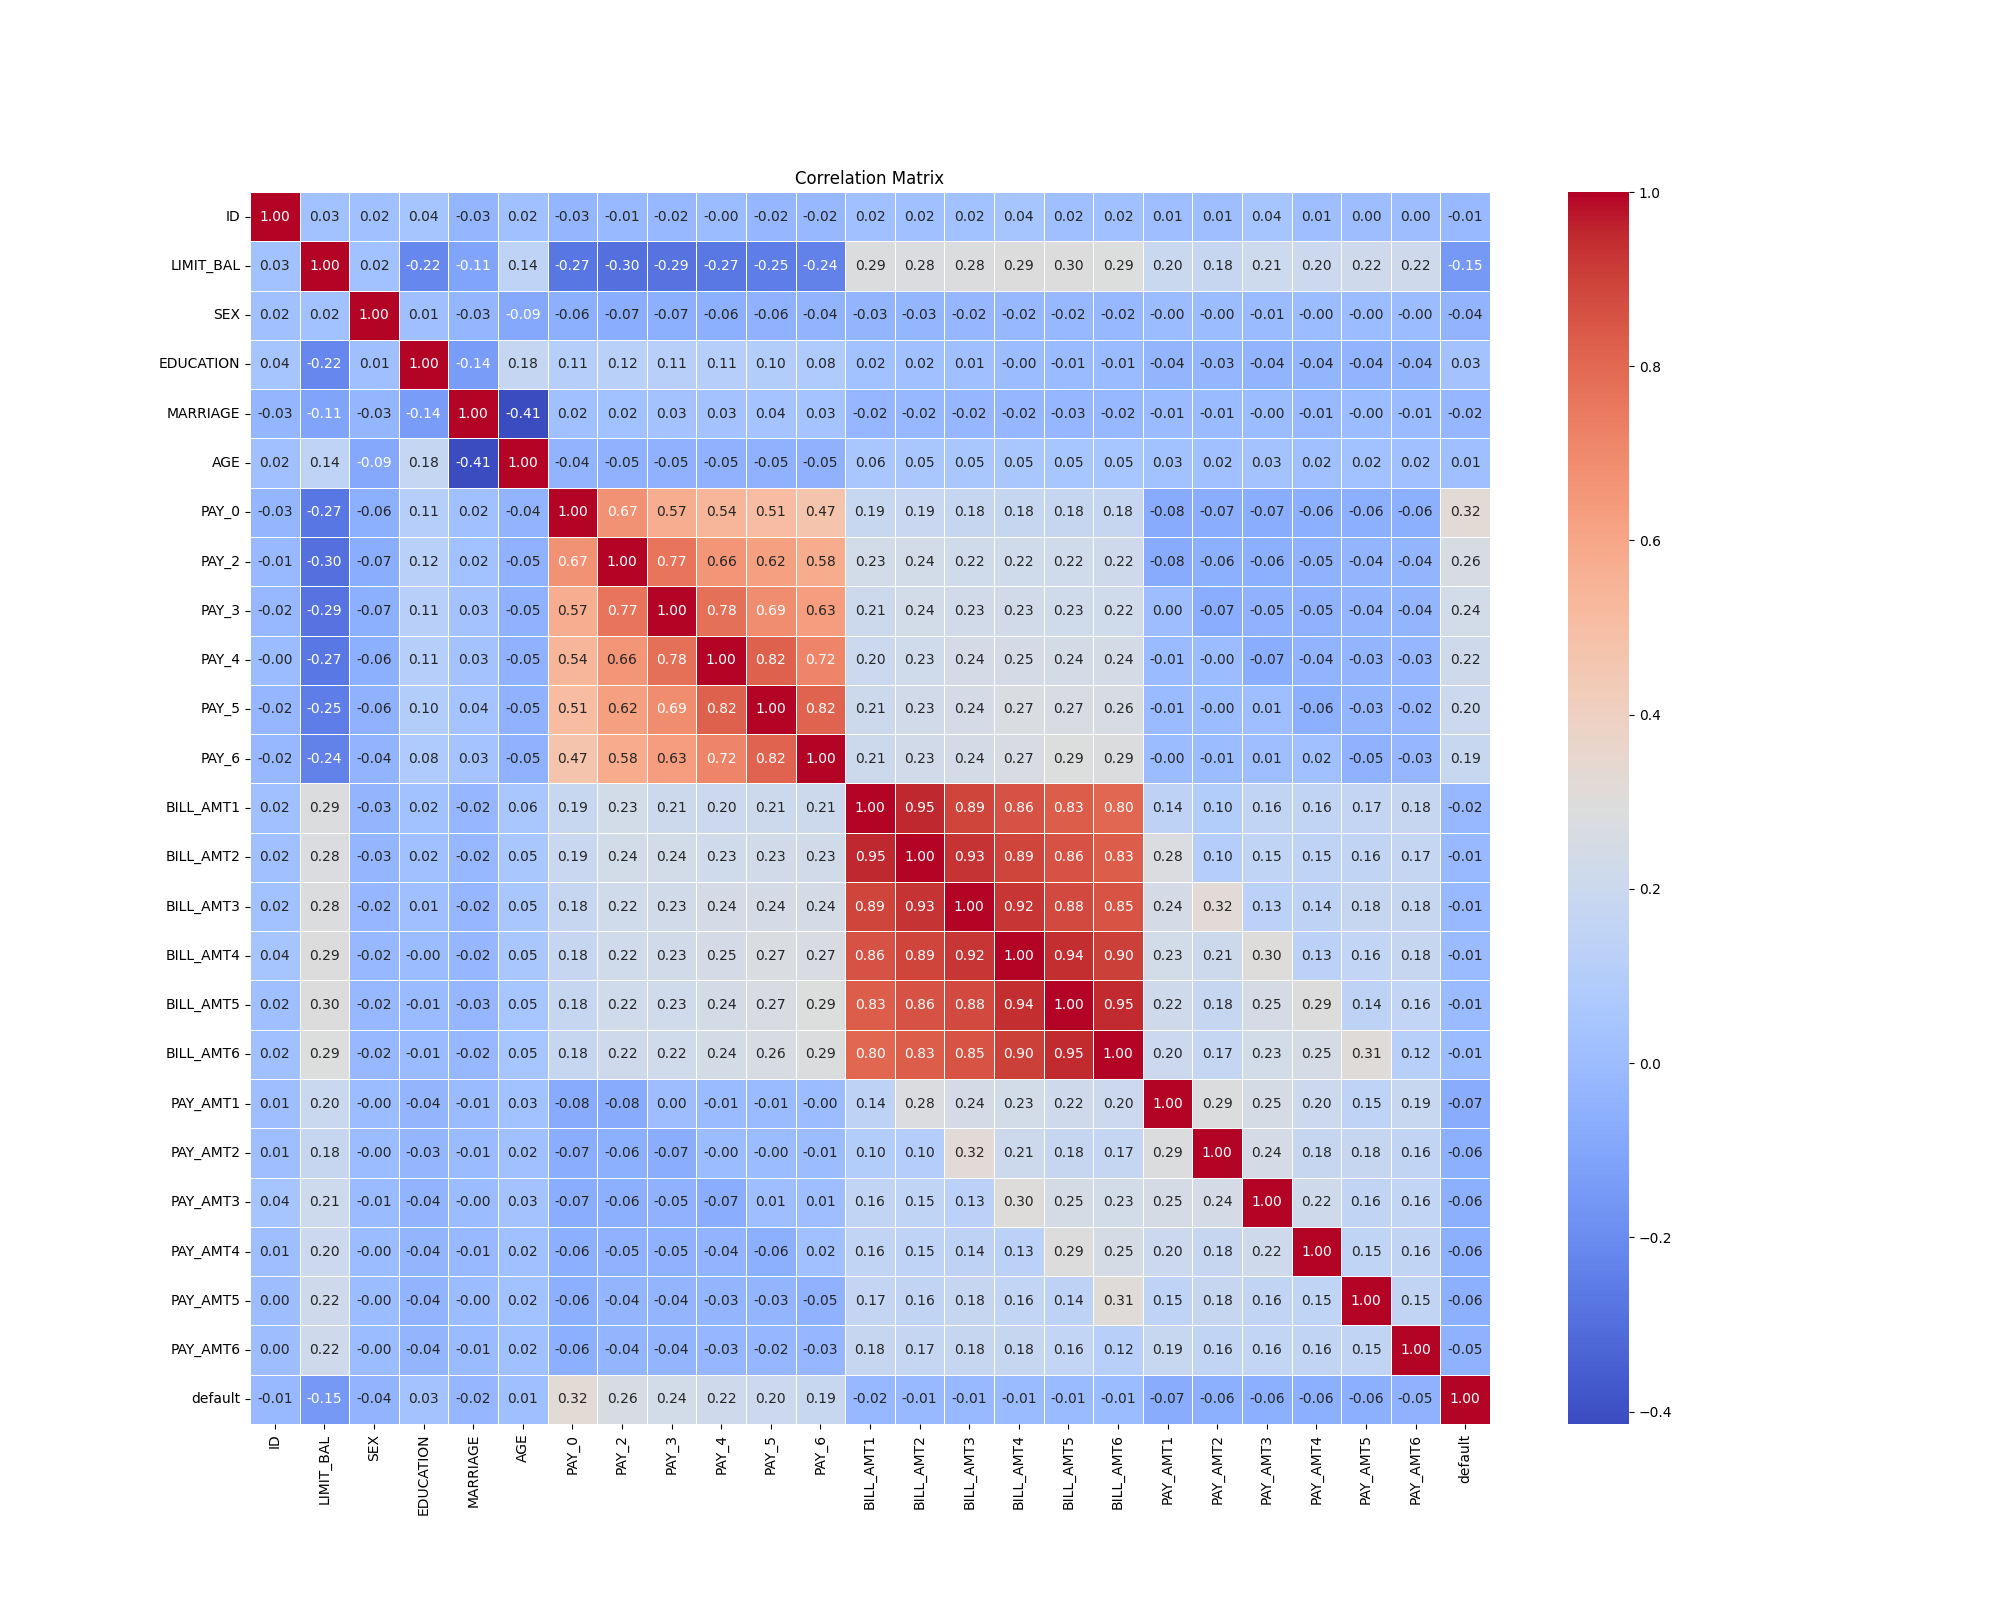 Correlation Matrix
ID 1.00 0.03 0.02 0.04 -0.03 0.02 -0.03 -0.01 -0.02 -0.00 -0.02 -0.02 0.02 0.02 0.02 0.04 0.02 0.02 0.01 0.01 0.04 0.01 0.00 0.00 -0.01
LIMIT_BAL 0.03 1.00 0.02 -0.22 -0.11 0.14 -0.27 -0.30 -0.29 -0.27 -0.25 -0.24 0.29 0.28 0.28 0.29 0.30 0.29 0.20 0.18 0.21 0.20 0.22 0.22 -0.15
SEX 0.02 0.02 1.00 0.01 -0.03 -0.09 -0.06 -0.07 -0.07 -0.06 -0.06 -0.04 -0.03 -0.03 -0.02 -0.02 -0.02 -0.02 -0.00 -0.00 -0.01 -0.00 -0.00 -0.00 -0.04
EDUCATION 0.04 -0.22 0.01 1.00 -0.14 0.18 0.11 0.12 0.11 0.11 0.10 0.08 0.02 0.02 0.01 -0.00 -0.01 -0.01 -0.04 -0.03 -0.04 -0.04 -0.04 -0.04 0.03
MARRIAGE -0.03 -0.11 -0.03 -0.14 1.00 -0.41 0.02 0.02 0.03 0.03 0.04 0.03 -0.02 -0.02 -0.02 -0.02 -0.03 -0.02 -0.01 -0.01 -0.00 -0.01 -0.00 -0.01 -0.02
AGE 0.02 0.14 -0.09 0.18 -0.41 1.00 -0.04 -0.05 -0.05 -0.05 -0.05 -0.05 0.06 0.05 0.05 0.05 0.05 0.05 0.03 0.02 0.03 0.02 0.02 0.02 0.01
PAY_0 -0.03 -0.27 -0.06 0.11 0.02 -0.04 1.00 0.67 0.57 0.54 0.51 0.47 0.19 0.19 0.18 0.18 0.18 0.18 -0.08 -0.07 -0.07 -0.06 -0.06 -0.06 0.32
PAY_2 -0.01 -0.30 -0.07 0.12 0.02 -0.05 0.67 1.00 0.77 0.66 0.62 0.58 0.23 0.24 0.22 0.22 0.22 0.22 -0.08 -0.06 -0.06 -0.05 -0.04 -0.04 0.26
PAY_3 -0.02 -0.29 -0.07 0.11 0.03 -0.05 0.57 0.77 1.00 0.78 0.69 0.63 0.21 0.24 0.23 0.23 0.23 0.22 0.00 -0.07 -0.05 -0.05 -0.04 -0.04 0.24
PAY_4 -0.00 -0.27 -0.06 0.11 0.03 -0.05 0.54 0.66 0.78 1.00 0.82 0.72 0.20 0.23 0.24 0.25 0.24 0.24 -0.01 -0.00 -0.07 -0.04 -0.03 -0.03 0.22
PAY_5 -0.02 -0.25 -0.06 0.10 0.04 -0.05 0.51 0.62 0.69 0.82 1.00 0.82 0.21 0.23 0.24 0.27 0.27 0.26 -0.01 -0.00 0.01 -0.06 -0.03 -0.02 0.20
PAY_6 -0.02 -0.24 -0.04 0.08 0.03 -0.05 0.47 0.58 0.63 0.72 0.82 1.00 0.21 0.23 0.24 0.27 0.29 0.29 -0.00 -0.01 0.01 0.02 -0.05 -0.03 0.19
BILL_AMT1 0.02 0.29 -0.03 0.02 -0.02 0.06 0.19 0.23 0.21 0.20 0.21 0.21 1.00 0.95 0.89 0.86 0.83 0.80 0.14 0.10 0.16 0.16 0.17 0.18 -0.02
BILL_AMT2 0.02 0.28 -0.03 0.02 -0.02 0.05 0.19 0.24 0.24 0.23 0.23 0.23 0.95 1.00 0.93 0.89 0.86 0.83 0.28 0.10 0.15 0.15 0.16 0.17 -0.01
BILL_AMT3 0.02 0.28 -0.02 0.01 -0.02 0.05 0.18 0.22 0.23 0.24 0.24 0.24 0.89 0.93 1.00 0.92 0.88 0.85 0.24 0.32 0.13 0.14 0.18 0.18 -0.01
BILL_AMT4 0.04 0.29 -0.02 -0.00 -0.02 0.05 0.18 0.22 0.23 0.25 0.27 0.27 0.86 0.89 0.92 1.00 0.94 0.90 0.23 0.21 0.30 0.13 0.16 0.18 -0.01
BILL_AMT5 0.02 0.30 -0.02 -0.01 -0.03 0.05 0.18 0.22 0.23 0.24 0.27 0.29 0.83 0.86 0.88 0.94 1.00 0.95 0.22 0.18 0.25 0.29 0.14 0.16 -0.01
BILL_AMT6 0.02 0.29 -0.02 -0.01 -0.02 0.05 0.18 0.22 0.22 0.24 0.26 0.29 0.80 0.83 0.85 0.90 0.95 1.00 0.20 0.17 0.23 0.25 0.31 0.12 -0.01
PAY_AMT1 0.01 0.20 -0.00 -0.04 -0.01 0.03 -0.08 -0.08 0.00 -0.01 -0.01 -0.00 0.14 0.28 0.24 0.23 0.22 0.20 1.00 0.29 0.25 0.20 0.15 0.19 -0.07
PAY_AMT2 0.01 0.18 -0.00 -0.03 -0.01 0.02 -0.07 -0.06 -0.07 -0.00 -0.00 -0.01 0.10 0.10 0.32 0.21 0.18 0.17 0.29 1.00 0.24 0.18 0.18 0.16 -0.06
PAY_AMT3 0.04 0.21 -0.01 -0.04 -0.00 0.03 -0.07 -0.06 -0.05 -0.07 0.01 0.01 0.16 0.15 0.13 0.30 0.25 0.23 0.25 0.24 1.00 0.22 0.16 0.16 -0.06
PAY_AMT4 0.01 0.20 -0.00 -0.04 -0.01 0.02 -0.06 -0.05 -0.05 -0.04 -0.06 0.02 0.16 0.15 0.14 0.13 0.29 0.25 0.20 0.18 0.22 1.00 0.15 0.16 -0.06
PAY_AMT5 0.00 0.22 -0.00 -0.04 -0.00 0.02 -0.06 -0.04 -0.04 -0.03 -0.03 -0.05 0.17 0.16 0.18 0.16 0.14 0.31 0.15 0.18 0.16 0.15 1.00 0.15 -0.06
PAY_AMT6 0.00 0.22 -0.00 -0.04 -0.01 0.02 -0.06 -0.04 -0.04 -0.03 -0.02 -0.03 0.18 0.17 0.18 0.18 0.16 0.12 0.19 0.16 0.16 0.16 0.15 1.00 -0.05
default -0.01 -0.15 -0.04 0.03 -0.02 0.01 0.32 0.26 0.24 0.22 0.20 0.19 -0.02 -0.01 -0.01 -0.01 -0.01 -0.01 -0.07 -0.06 -0.06 -0.06 -0.06 -0.05 1.00
ID LIMIT_BAL SEX EDUCATION MARRIAGE AGE PAY_0 PAY_2 PAY_3 PAY_4 PAY_5 PAY_6 BILL_AMT1 BILL_AMT2 BILL_AMT3 BILL_AMT4 BILL_AMT5 BILL_AMT6 PAY_AMT1 PAY_AMT2 PAY_AMT3 PAY_AMT4 PAY_AMT5 PAY_AMT6 default
1.0
0.8
0.6
0.4
0.2
0.0
−0.2
−0.4